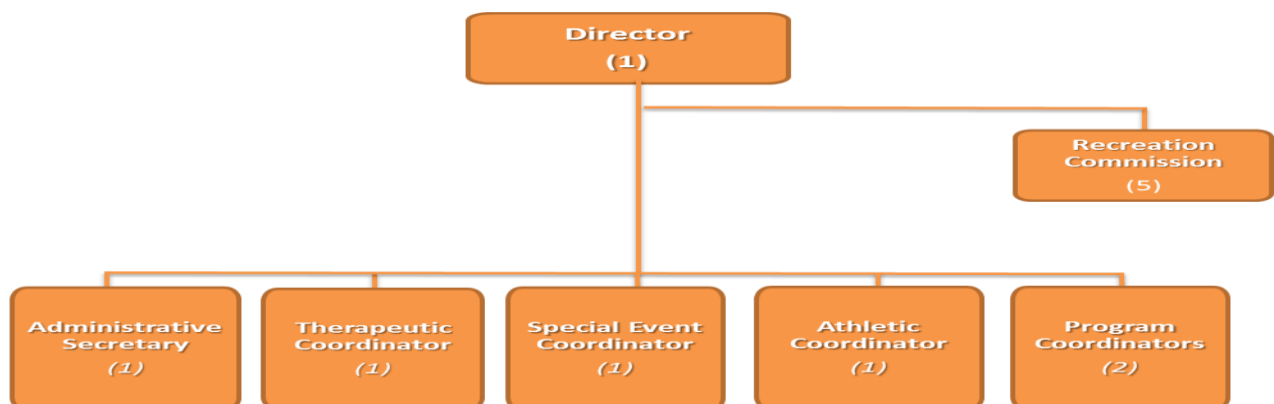 Director
(1)
Recreation
Commission
(5)
Administrative
Secretary
(1)
Therapeutic
Coordinator
(1)
Special Event
Coordinator
(1)
Athletic
Coordinator
(1)
Program
Coordinators
(2)